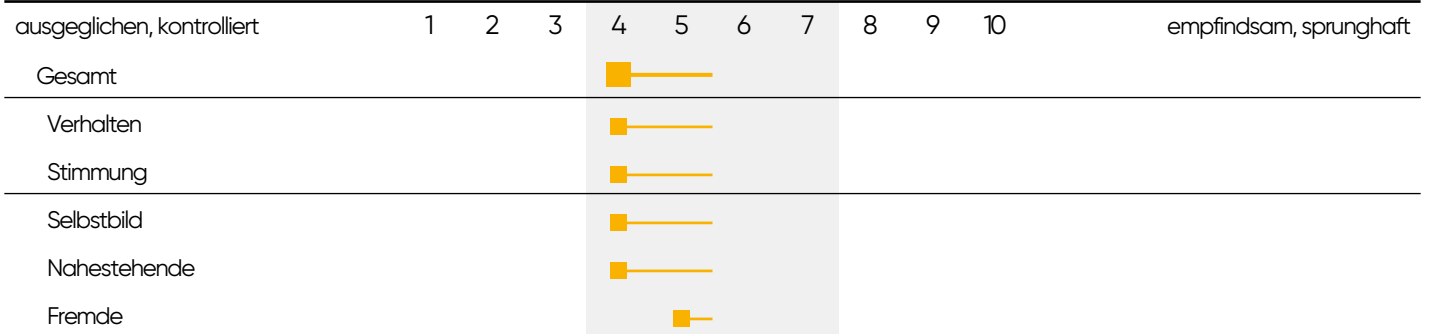 ausgeglichen, kontrolliert 1 2 3 4 5 6 7 8 9 10 empfindsam, sprunghaft
Gesamt
Verhalten
Stimmung
Selbstbild
Nahestehende
Fremde